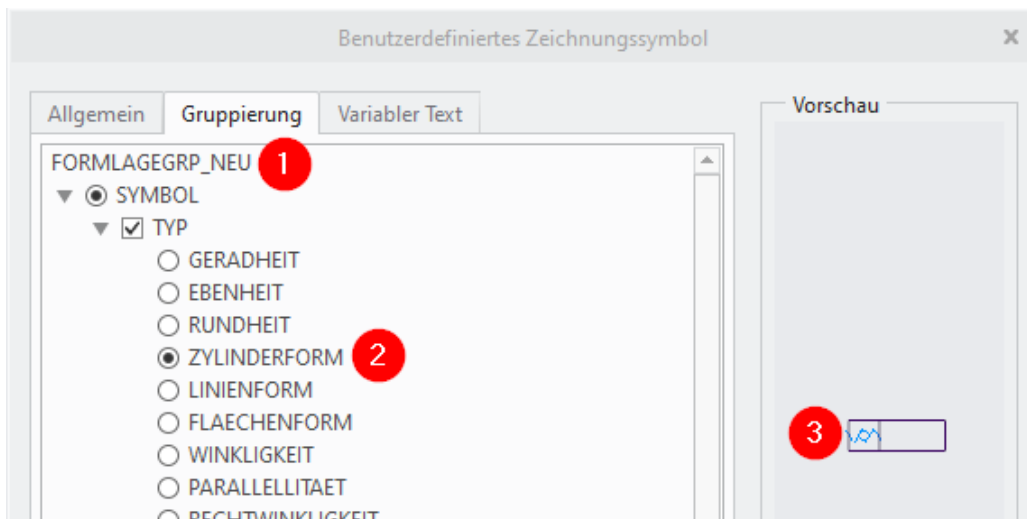 Benutzerdefiniertes Zeichnungssymbol
Allgemein Gruppierung Variabler Text
Vorschau
FORMLAGEGRP_NEU 1
SYMBOL
TYP
GERADHEIT
EBENHEIT
RUNDHEIT
ZYLINDERFORM 2
LINIENFORM
FLAECHENFORM
3
WINKLIGKEIT
PARALLELLITAET
RECHTWINKLIGKEIT